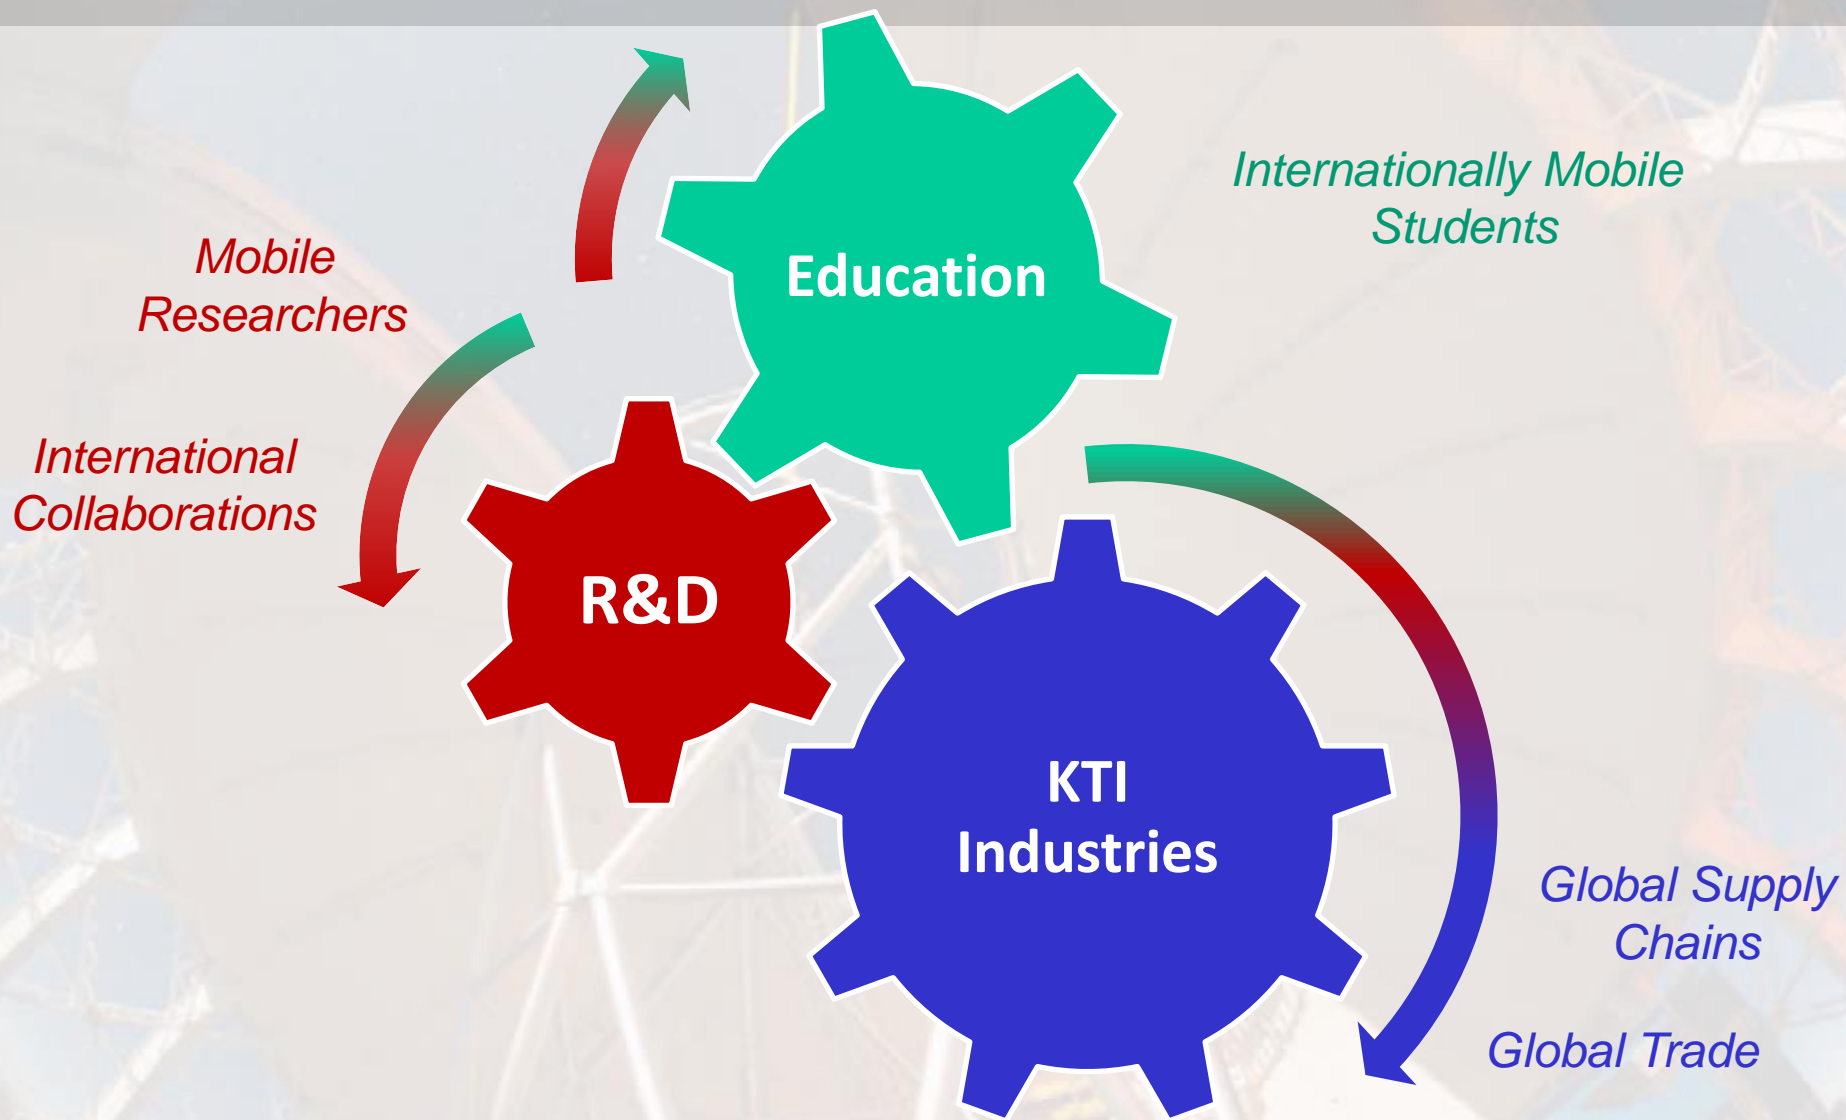 Internationally Mobile
Students
Education
Mobile
Researchers
International
Collaborations
R&D
KTI
Industries
Global Supply
Chains
Global Trade